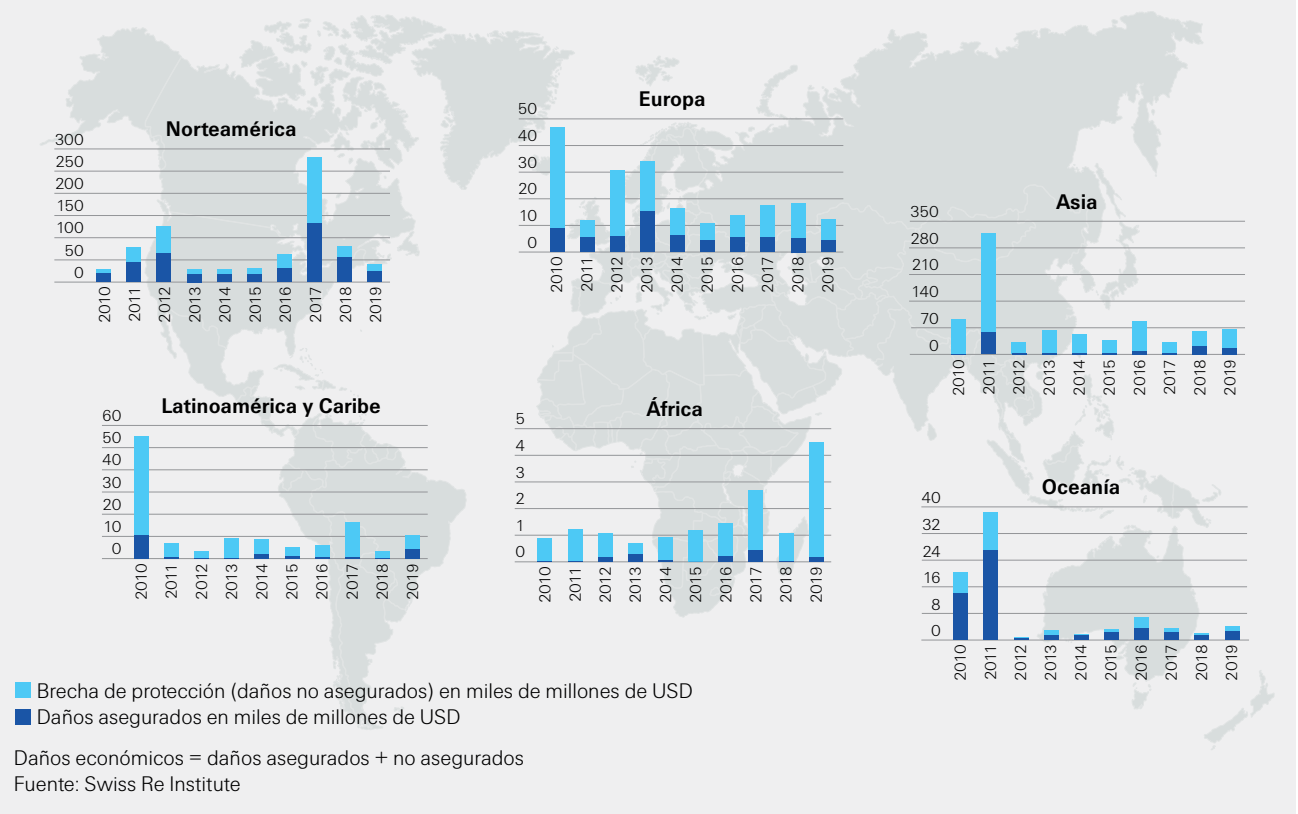 Norteamérica
300
250
200
150
100
50
0
2010 2011 2012 2013 2014 2015 2016 2017 2018 2019
Europa
50
40
30
20
10
0
2010 2011 2012 2013 2014 2015 2016 2017 2018 2019
Asia
350
280
210
140
70
0
2010 2011 2012 2013 2014 2015 2016 2017 2018 2019
Latinoamérica y Caribe
60
50
40
30
20
10
0
2010 2011 2012 2013 2014 2015 2016 2017 2018 2019
África
5
4
3
2
1
0
2010 2011 2012 2013 2014 2015 2016 2017 2018 2019
Oceanía
40
32
24
16
8
0
2010 2011 2012 2013 2014 2015 2016 2017 2018 2019
Brecha de protección (daños no asegurados) en miles de millones de USD
Daños asegurados en miles de millones de USD
Daños económicos = daños asegurados + no asegurados
Fuente: Swiss Re Institute